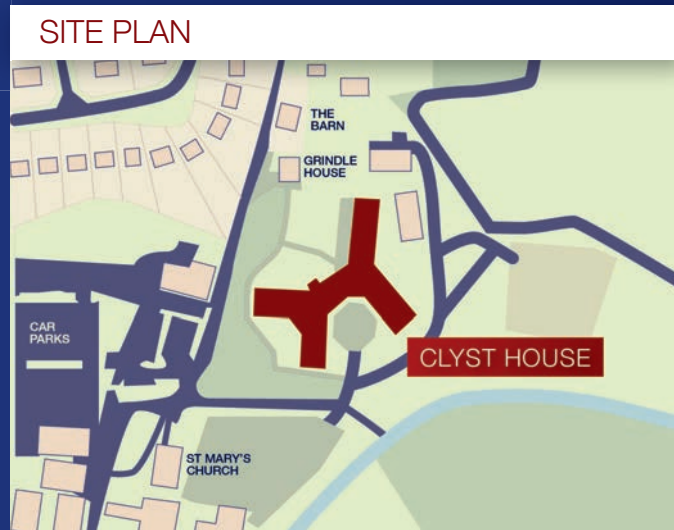 SITE PLAN
THE
BARN
GRINDLE
HOUSE
CAR
PARKS
CLYST HOUSE
ST MARY'S
CHURCH